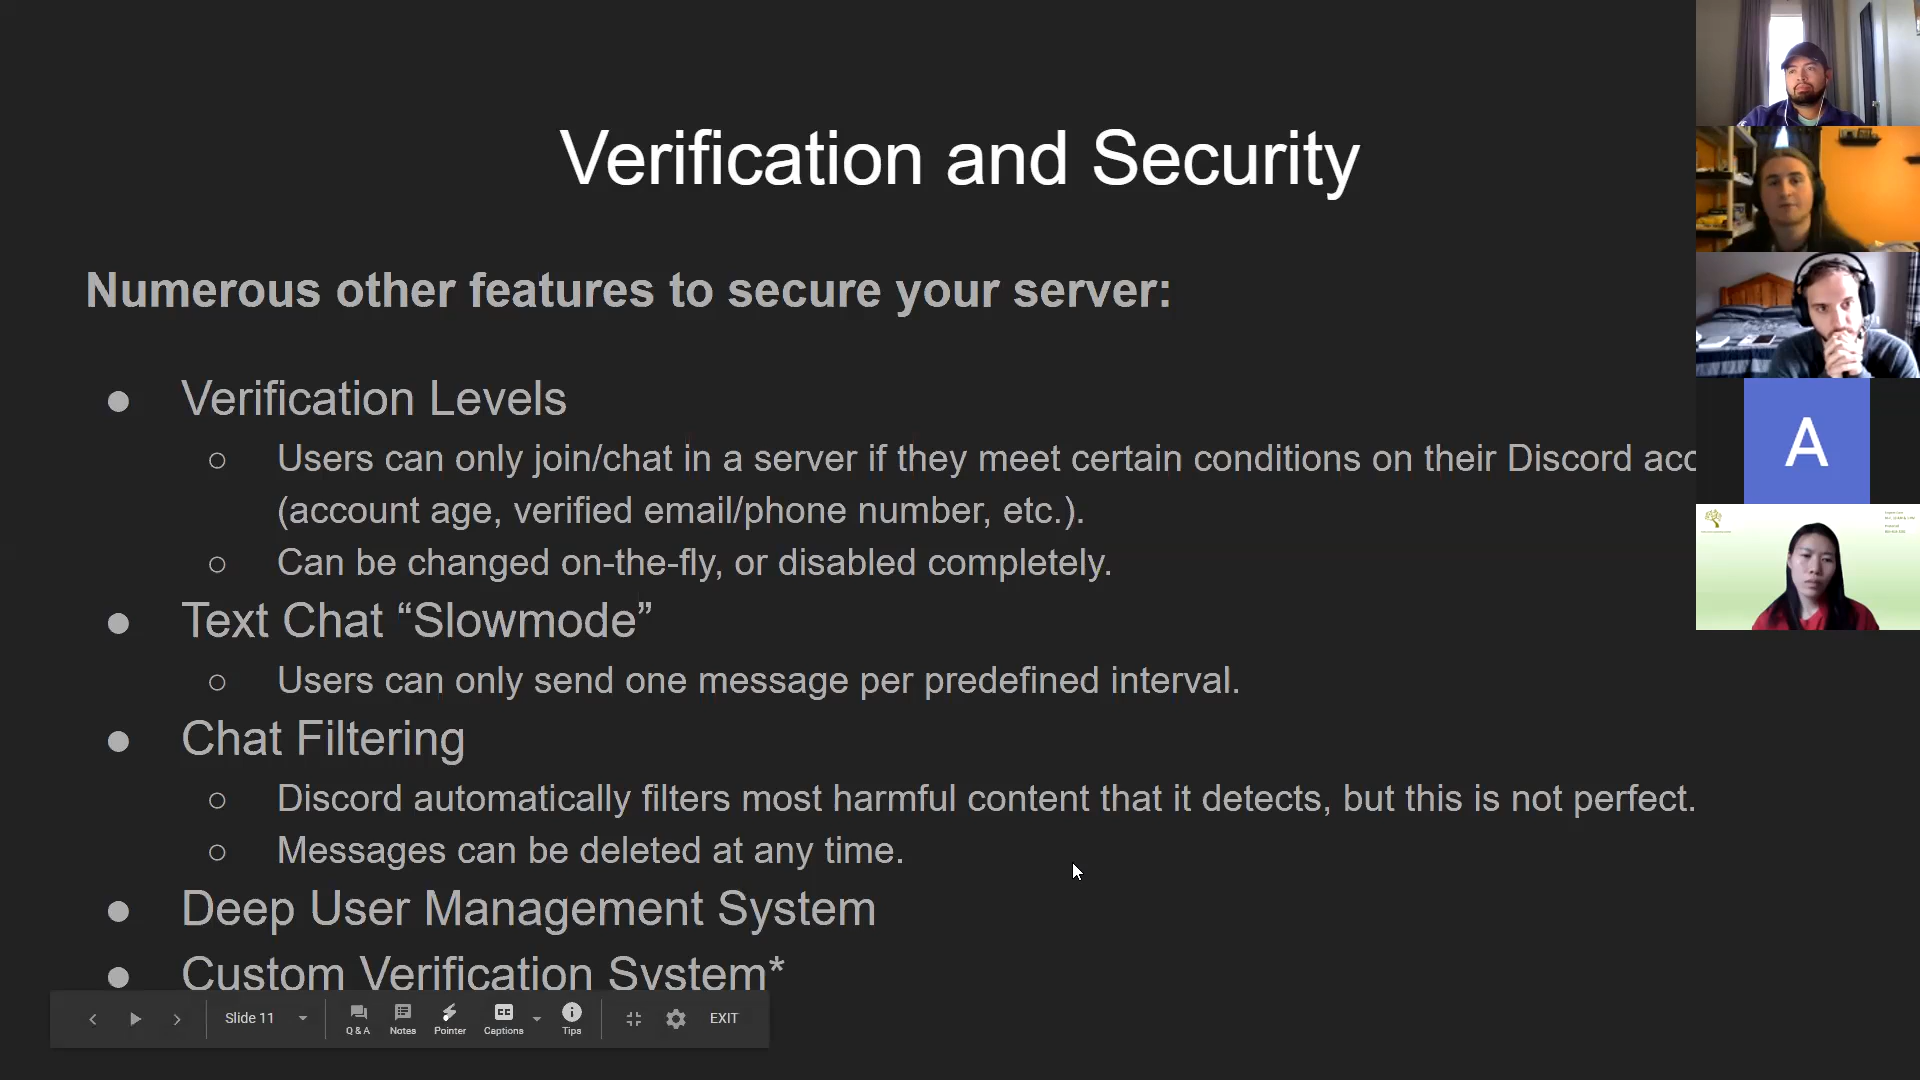 Verification and Security
Numerous other features to secure your server:
● Verification Levels
○ Users can only join/chat in a server if they meet certain conditions on their Discord acc
(account age, verified email/phone number, etc.).
○ Can be changed on-the-fly, or disabled completely.
● Text Chat “Slowmode”
○ Users can only send one message per predefined interval.
● Chat Filtering
○ Discord automatically filters most harmful content that it detects, but this is not perfect.
○ Messages can be deleted at any time.
● Deep User Management System
● Custom Verification System*
Slide 11
Q & A
Notes
Pointer
CC
Captions
Tips
EXIT
A